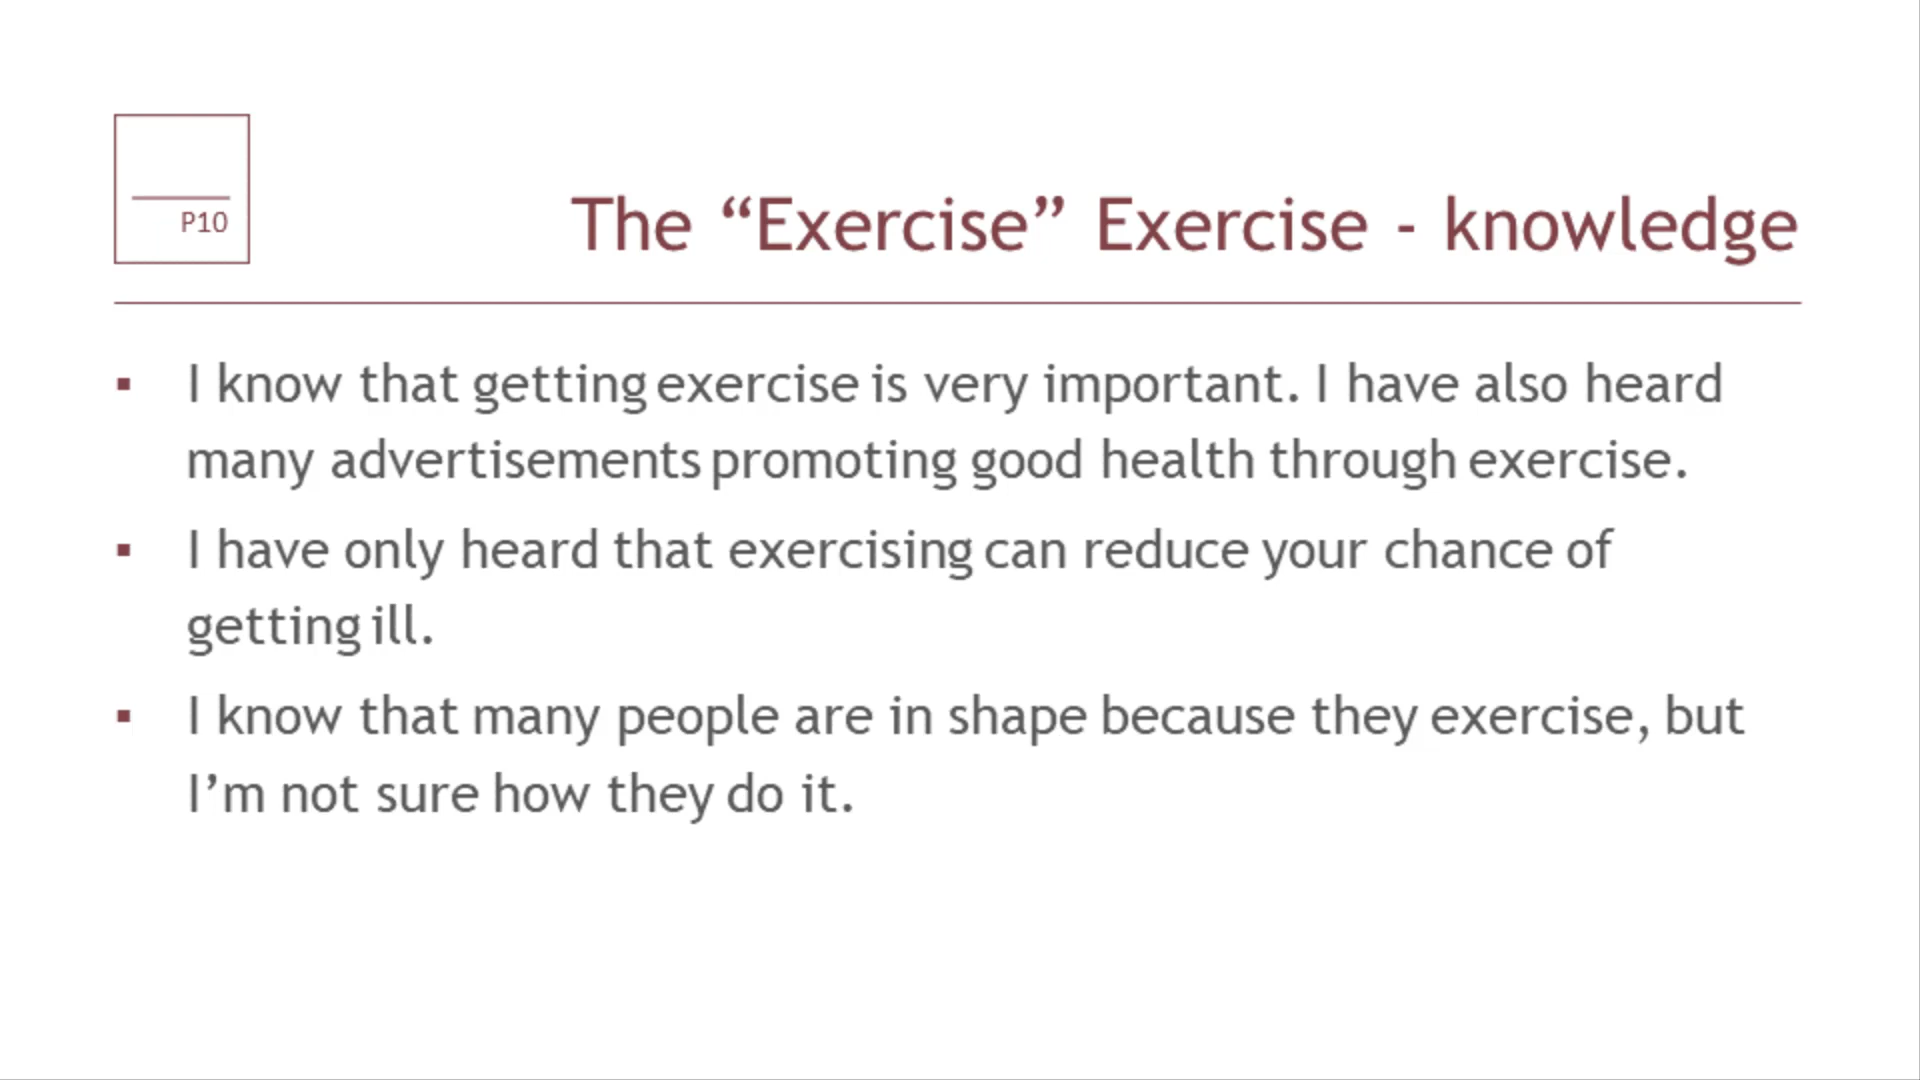 P10
The “Exercise” Exercise - knowledge
▪ I know that getting exercise is very important. I have also heard
many advertisements promoting good health through exercise.
▪ I have only heard that exercising can reduce your chance of
getting ill.
▪ I know that many people are in shape because they exercise, but
I’m not sure how they do it.